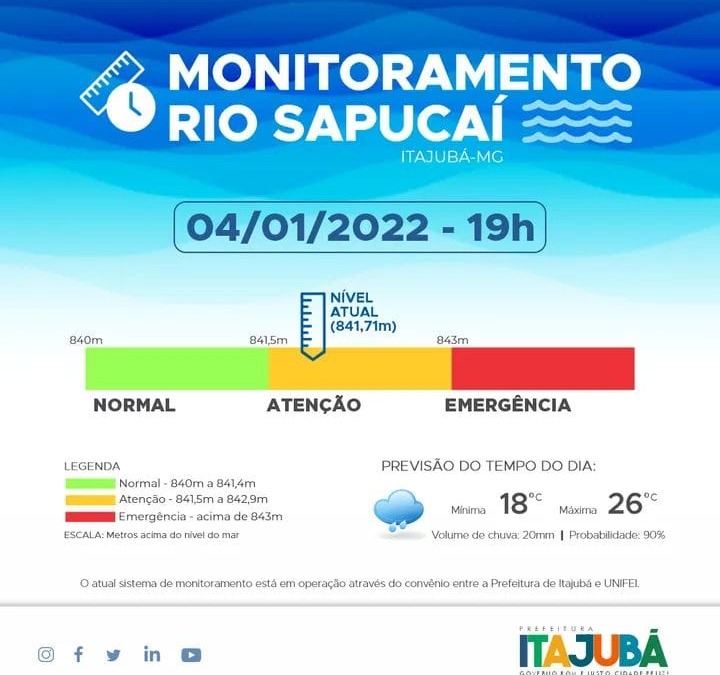 MONITORAMENTO
RIO SAPUCAÍ
ITAJUBÁ-MG
04/01/2022 - 19h
NÍVEL
ATUAL
(841,71m)
840m 841,5m 843m
NORMAL ATENÇÃO EMERGÊNCIA
LEGENDA
Normal - 840m a 841,4m
Atenção - 841,5m a 842,9m
Emergência - acima de 843m
ESCALA: Metros acima do nível do mar
PREVISÃO DO TEMPO DO DIA:
Mínima 18°C Máxima 26°C
Volume de chuva: 20mm | Probabilidade: 90%
O atual sistema de monitoramento está em operação através do convênio entre a Prefeitura de Itajubá e UNIFEI.
PREFEITURA
ITAJUBÁ